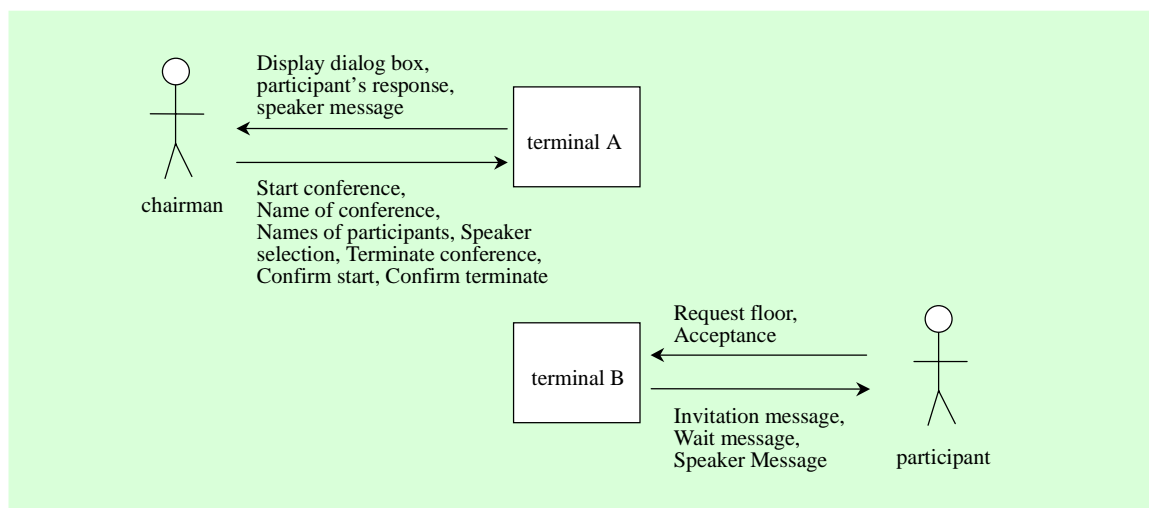 Display dialog box,
participant’s response,
speaker message
terminal A
chairman
Start conference,
Name of conference,
Names of participants, Speaker
selection, Terminate conference,
Confirm start, Confirm terminate
Request floor,
Acceptance
terminal B
Invitation message,
Wait message,
Speaker Message
participant